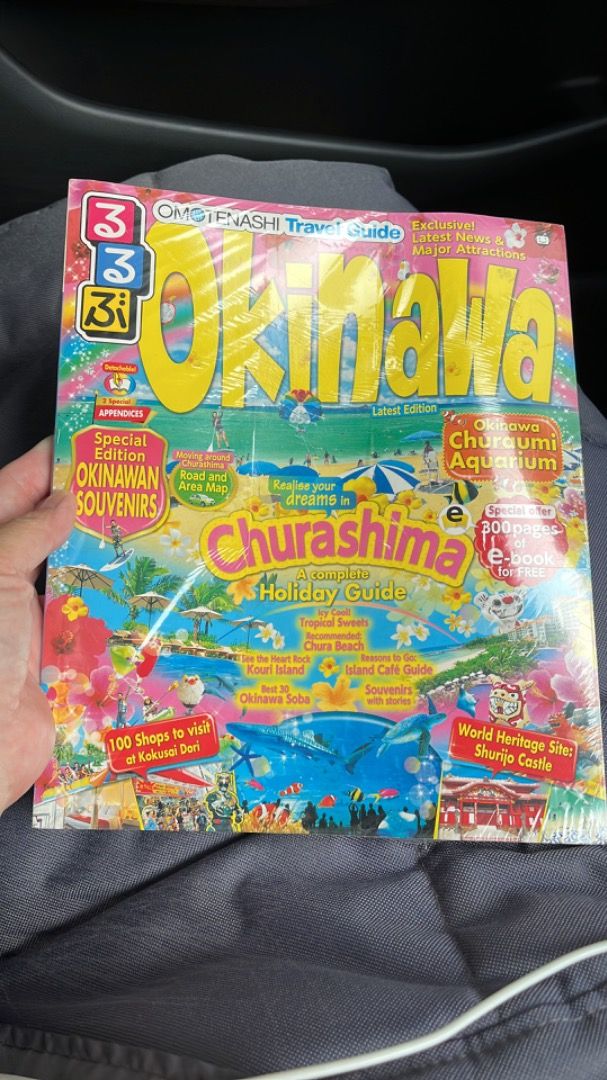 る
る
ぶ
OMOTENASHI Travel Guide
Exclusive!
Latest News &
Major Attractions
Okinawa
Latest Edition
Detachable!
2 Special
APPENDICES
Special
Edition
OKINAWAN
SOUVENIRS
Moving around
Churashima
Road and
Area Map
Okinawa
Churaumi
Aquarium
Realise your
dreams in
Churashima
A complete
Holiday Guide
e
Special offer
300 pages
of
e-book
for FREE
Icy Cool!
Tropical Sweets
Recommended:
Chura Beach
See the Heart Rock
Kouri Island
Reasons to Go:
Island Café Guide
Best 30
Okinawa Soba
Souvenirs
with stories
100 Shops to visit
at Kokusai Dori
World Heritage Site:
Shurijo Castle